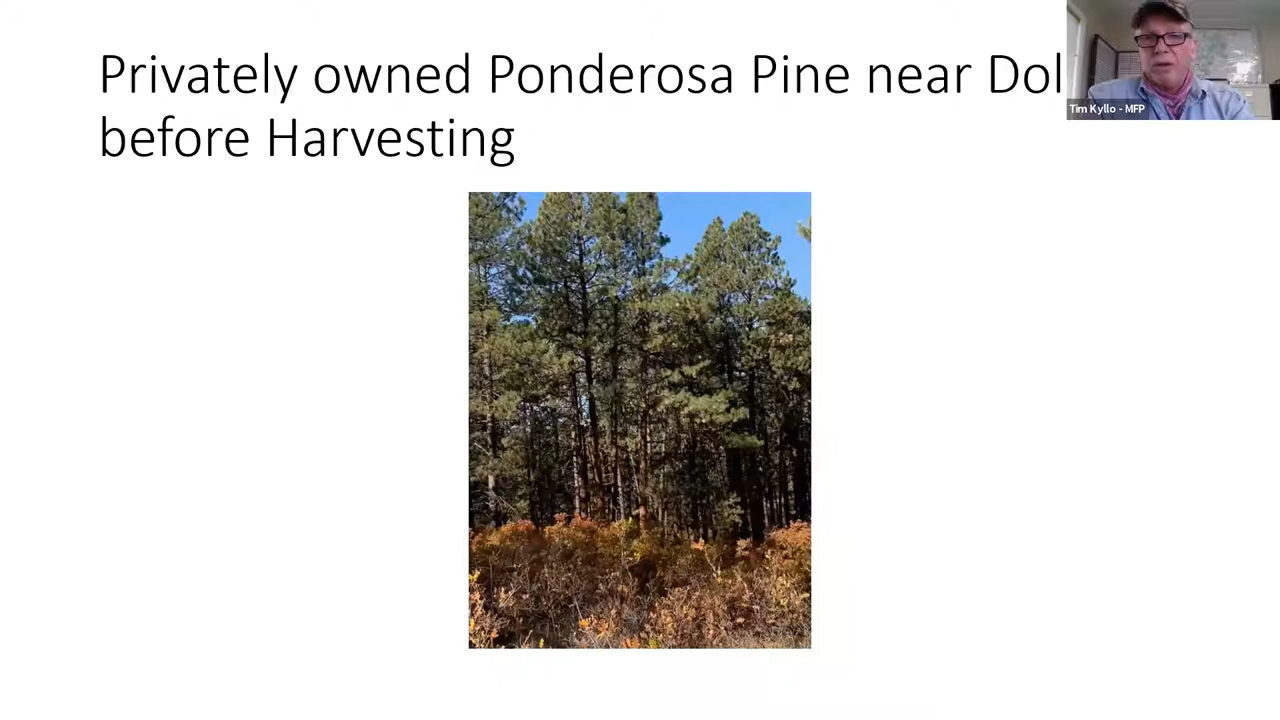 Privately owned Ponderosa Pine near Dol
before Harvesting
Tim Kyllo - MFP